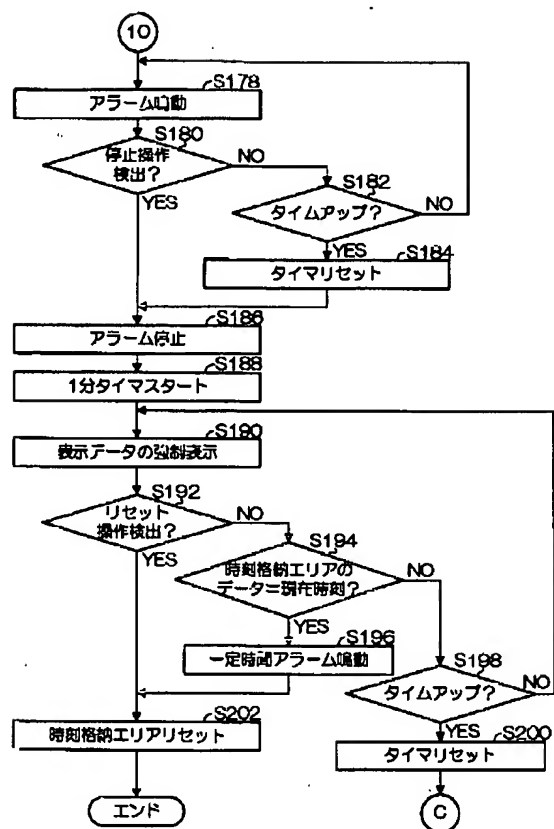 10
S178
アラーム鳴動
S180
停止操作
検出?
NO
YES
S182
タイムアップ?
NO
YES
S184
タイマリセット
S186
アラーム停止
S188
1分タイマスタート
S190
表示データの強制表示
S192
リセット
操作検出?
NO
YES
S194
時刻格納エリアの
データ=現在時刻?
NO
YES
S196
一定時間アラーム鳴動
S198
タイムアップ?
NO
YES
S200
タイマリセット
S202
時刻格納エリアリセット
エンド
C